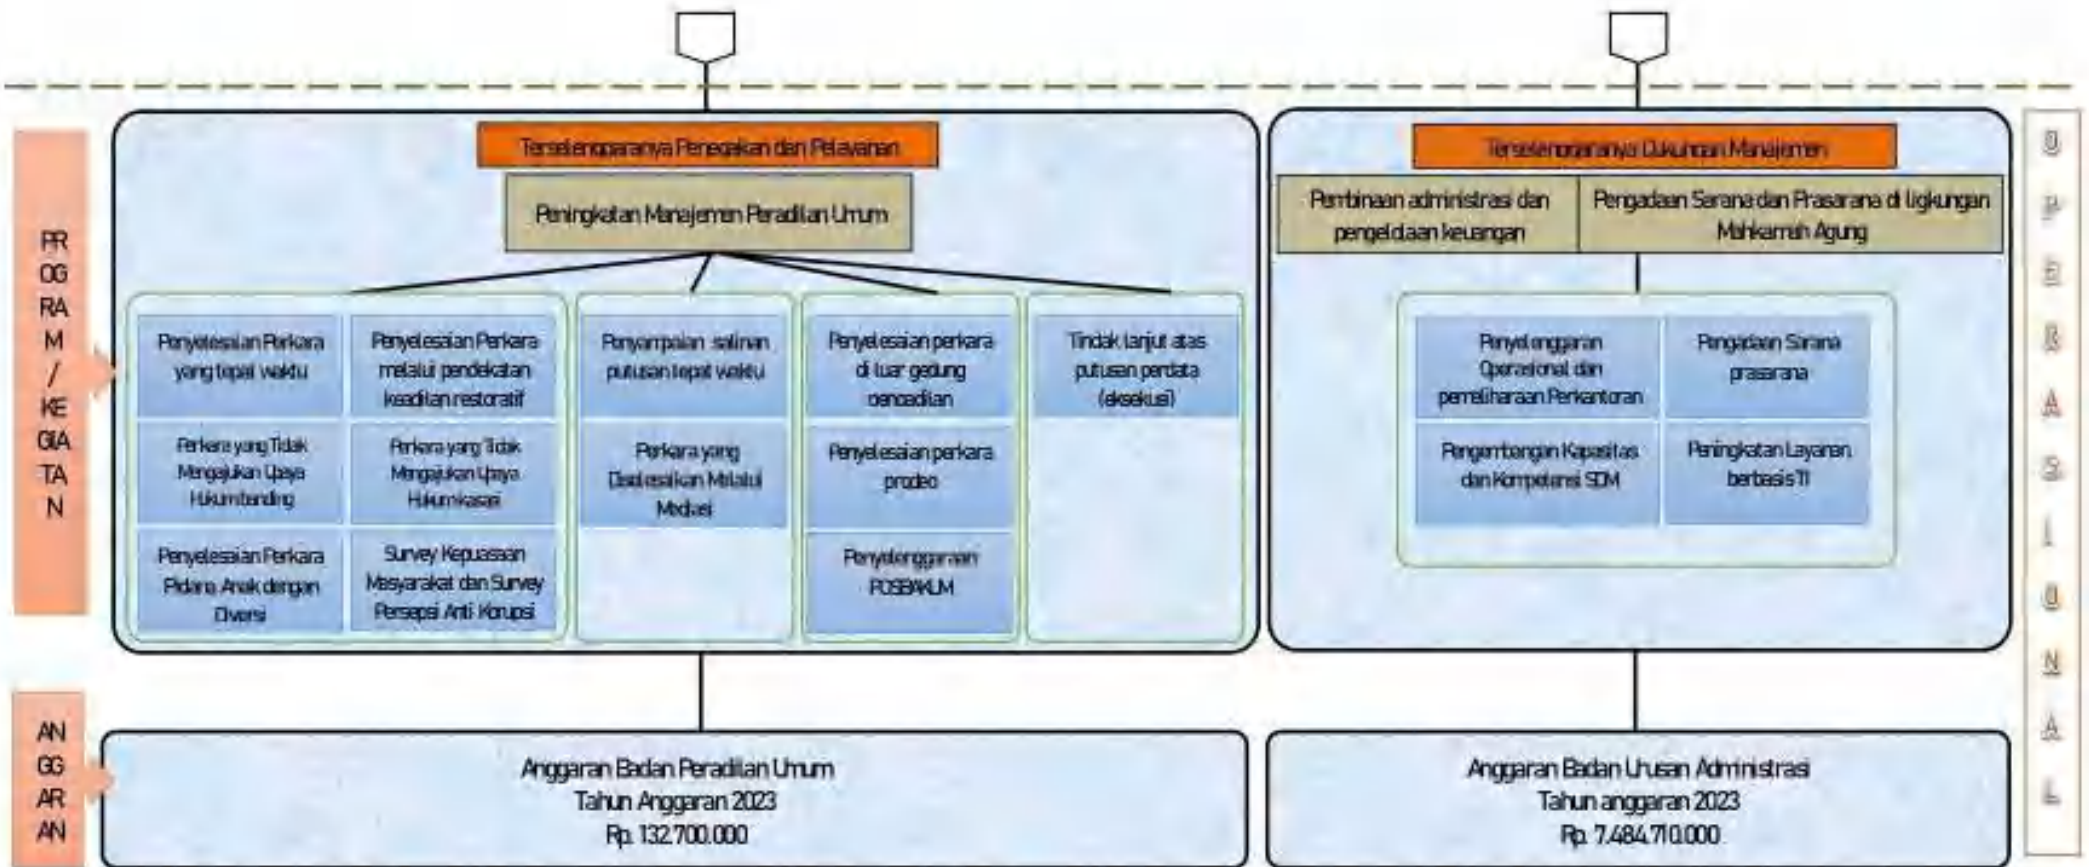 PR
OG
RA
M
/
KE
GIA
TA
N
Terselenggaranya Penegakan dan Pelayanan
Peningkatan Manajemen Peradilan Umum
Penyelesaian Perkara
yang tepat waktu
Penyelesaian Perkara
melalui pendekatan
keadilan restoratif
Perkara yang Tidak
Mengajukan Upaya
Hukum banding
Perkara yang Tidak
Mengajukan Upaya
Hukum kasasi
Penyelesaian Perkara
Pidana Anak dengan
Diversi
Survey Kepuasaan
Masyarakat dan Survey
Persepsi Anti Korupsi
Penyampaian salinan
putusan tepat waktu
Perkara yang
Diselesaikan Melalui
Mediasi
Penyelesaian perkara
di luar gedung
pengadilan
Penyelesaian perkara
prodeo
Penyelenggaraan
POSBAKUM
Tindak lanjut atas
putusan perdata
(eksekusi)
Terselenggaranya Dukungan Manajemen
Pembinaan administrasi dan
pengeldaan keuangan
Pengadaan Sarana dan Prasarana di ligkungan
Mahkamah Agung
Penyelenggaran
Operasional dan
pemeliharaan Perkantoran
Pengadaan Sarana
prasarana
Pengembangan Kapasitas
dan Kompetensi SDM
Peningkatan Layanan
berbasis TI
O
P
E
R
A
S
I
O
N
A
L
AN
GG
AR
AN
Anggaran Badan Peradilan Umum
Tahun Anggaran 2023
Rp. 132.700.000
Anggaran Badan Urusan Administrasi
Tahun anggaran 2023
Rp. 7.484.710.000